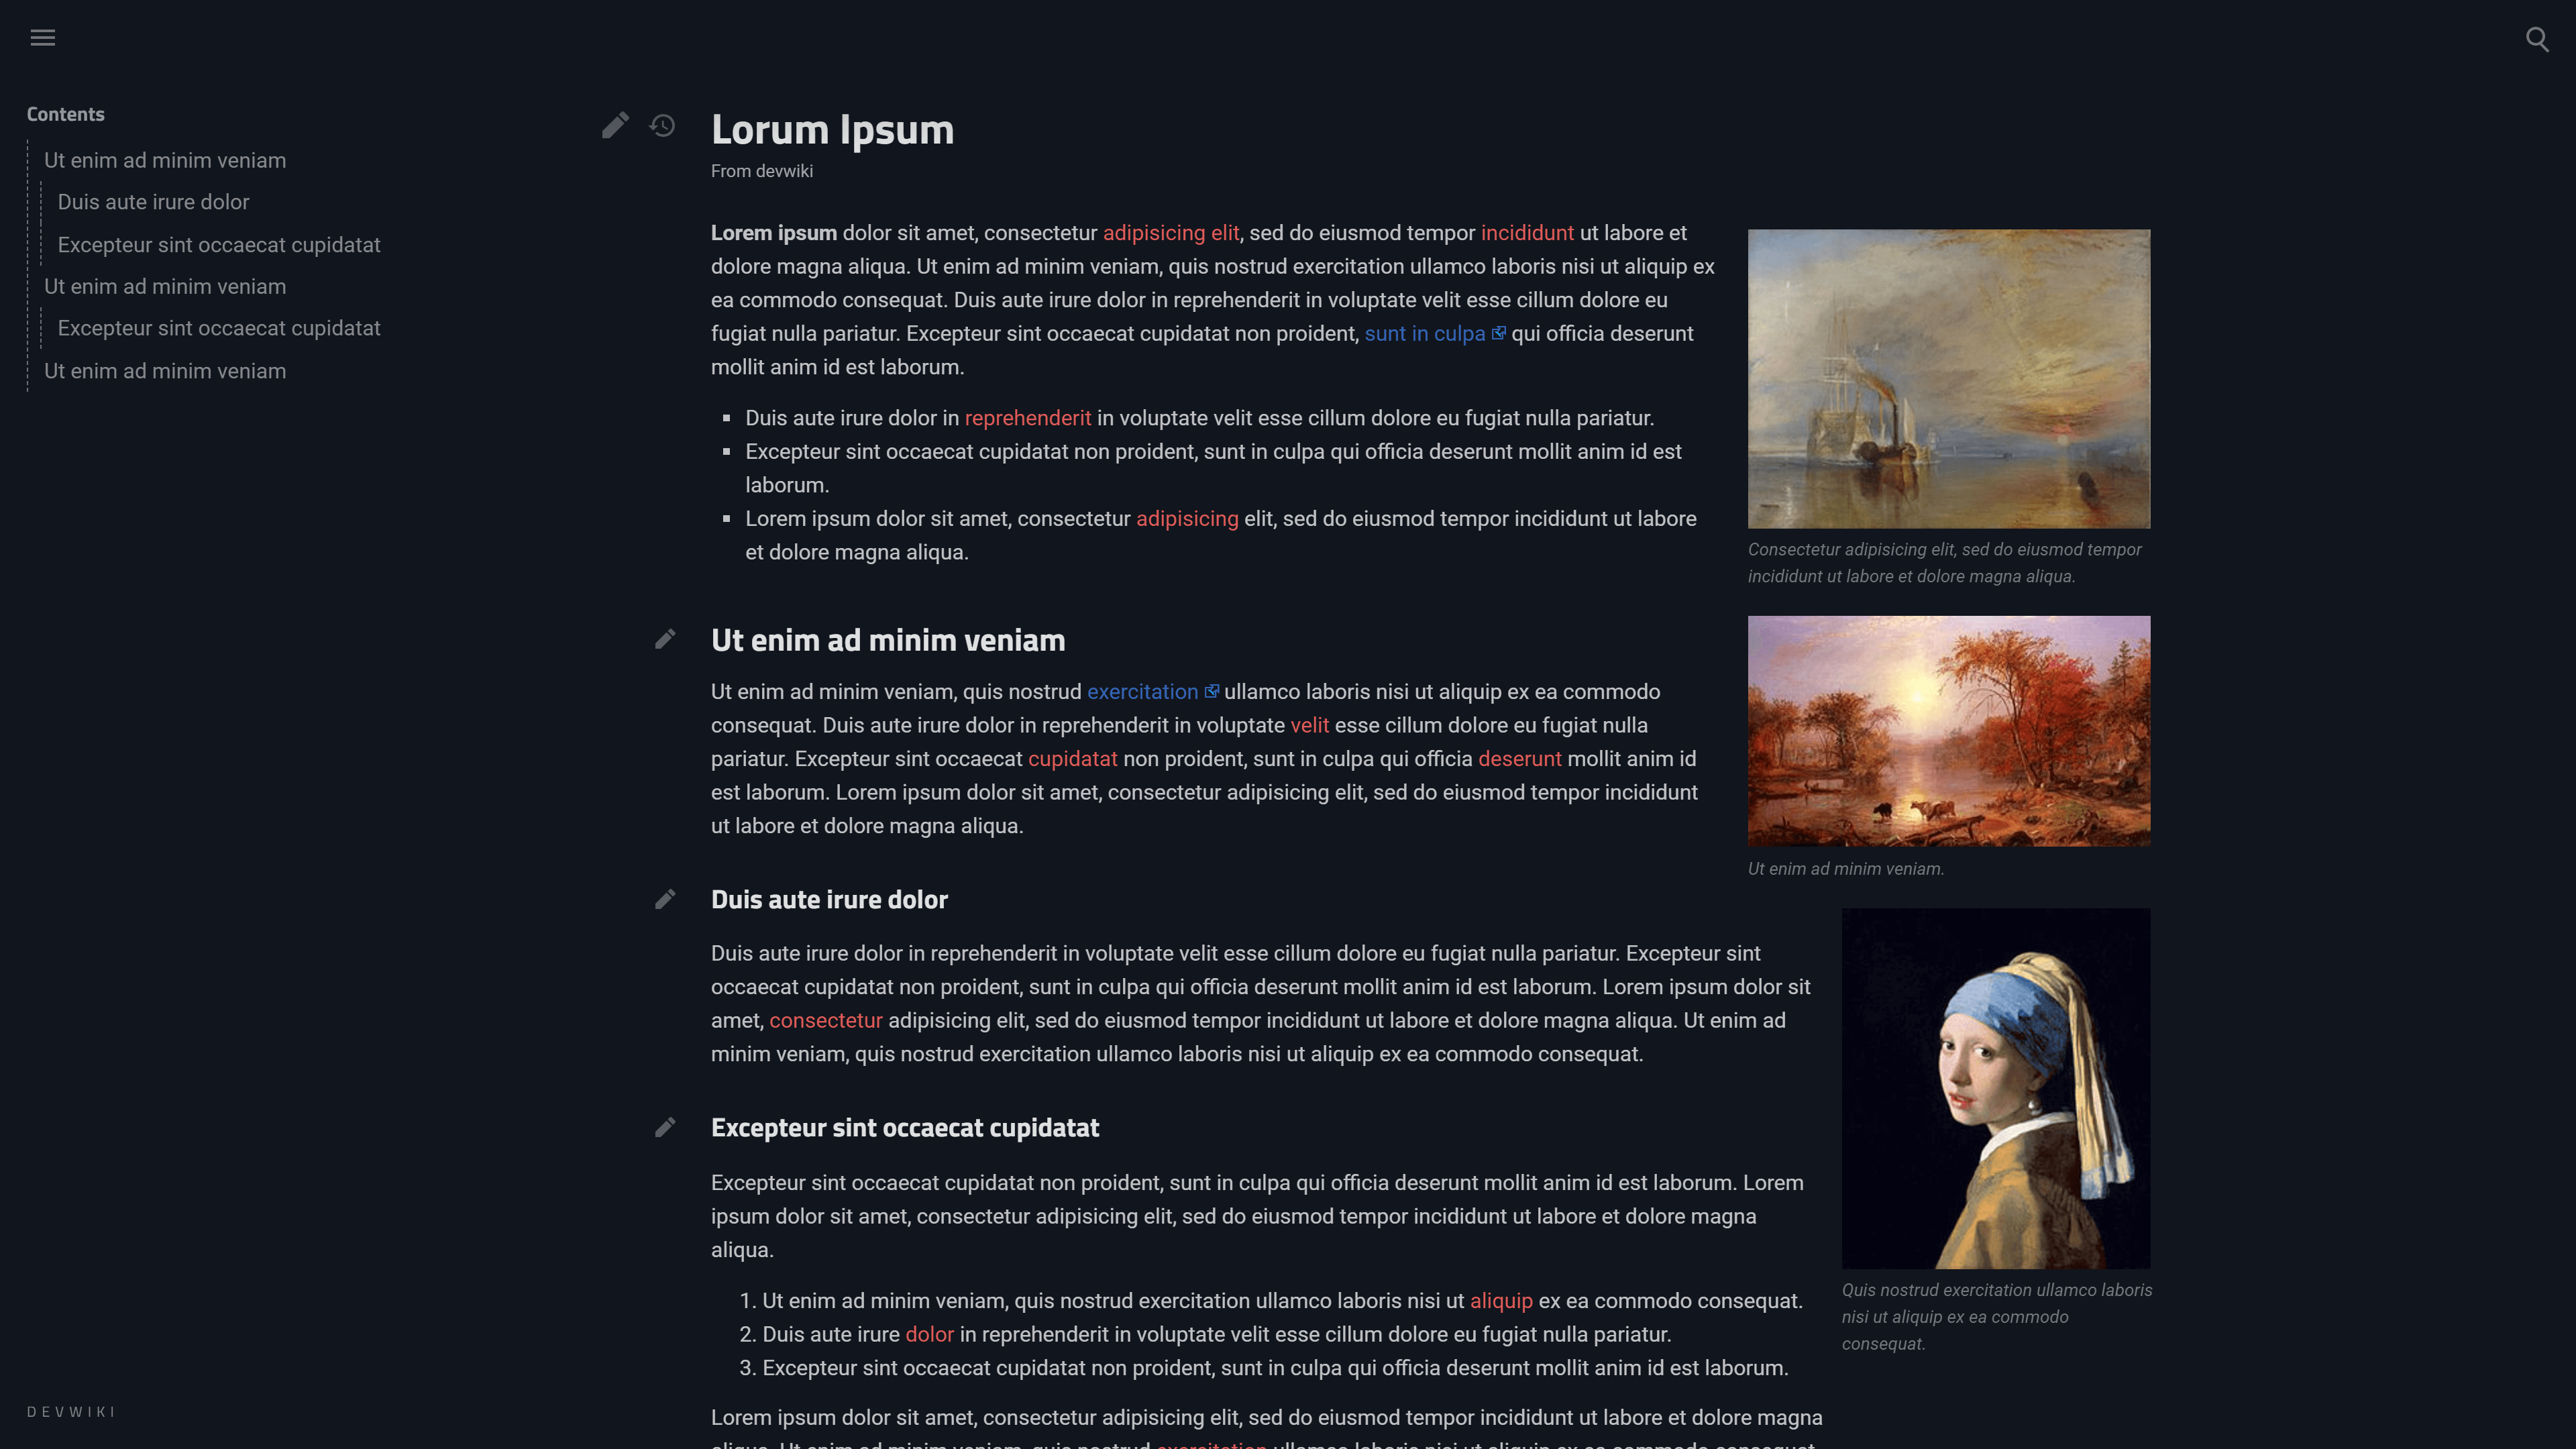 Contents
Ut enim ad minim veniam
Duis aute irure dolor
Excepteur sint occaecat cupidatat
Ut enim ad minim veniam
Excepteur sint occaecat cupidatat
Ut enim ad minim veniam
Lorum Ipsum
From devwiki
Lorem ipsum dolor sit amet, consectetur adipisicing elit, sed do eiusmod tempor incididunt ut labore et
dolore magna aliqua. Ut enim ad minim veniam, quis nostrud exercitation ullamco laboris nisi ut aliquip ex
ea commodo consequat. Duis aute irure dolor in reprehenderit in voluptate velit esse cillum dolore eu
fugiat nulla pariatur. Excepteur sint occaecat cupidatat non proident, sunt in culpa qui officia deserunt
mollit anim id est laborum.
Duis aute irure dolor in reprehenderit in voluptate velit esse cillum dolore eu fugiat nulla pariatur.
Excepteur sint occaecat cupidatat non proident, sunt in culpa qui officia deserunt mollit anim id est
laborum.
Lorem ipsum dolor sit amet, consectetur adipisicing elit, sed do eiusmod tempor incididunt ut labore
et dolore magna aliqua.
Consectetur adipisicing elit, sed do eiusmod tempor
incididunt ut labore et dolore magna aliqua.
Ut enim ad minim veniam
Ut enim ad minim veniam, quis nostrud exercitation ullamco laboris nisi ut aliquip ex ea commodo
consequat. Duis aute irure dolor in reprehenderit in voluptate velit esse cillum dolore eu fugiat nulla
pariatur. Excepteur sint occaecat cupidatat non proident, sunt in culpa qui officia deserunt mollit anim id
est laborum. Lorem ipsum dolor sit amet, consectetur adipisicing elit, sed do eiusmod tempor incididunt
ut labore et dolore magna aliqua.
Ut enim ad minim veniam.
Duis aute irure dolor
Duis aute irure dolor in reprehenderit in voluptate velit esse cillum dolore eu fugiat nulla pariatur. Excepteur sint
occaecat cupidatat non proident, sunt in culpa qui officia deserunt mollit anim id est laborum. Lorem ipsum dolor sit
amet, consectetur adipisicing elit, sed do eiusmod tempor incididunt ut labore et dolore magna aliqua. Ut enim ad
minim veniam, quis nostrud exercitation ullamco laboris nisi ut aliquip ex ea commodo consequat.
Excepteur sint occaecat cupidatat
Excepteur sint occaecat cupidatat non proident, sunt in culpa qui officia deserunt mollit anim id est laborum. Lorem
ipsum dolor sit amet, consectetur adipisicing elit, sed do eiusmod tempor incididunt ut labore et dolore magna
aliqua.
1. Ut enim ad minim veniam, quis nostrud exercitation ullamco laboris nisi ut aliquip ex ea commodo consequat.
2. Duis aute irure dolor in reprehenderit in voluptate velit esse cillum dolore eu fugiat nulla pariatur.
3. Excepteur sint occaecat cupidatat non proident, sunt in culpa qui officia deserunt mollit anim id est laborum.
Quis nostrud exercitation ullamco laboris
nisi ut aliquip ex ea commodo
consequat.
Lorem ipsum dolor sit amet, consectetur adipisicing elit, sed do eiusmod tempor incididunt ut labore et dolore magna
aliqua. Ut enim ad minim veniam, quis nostrud exercitation ullamco laboris nisi ut aliquip ex ea commodo consequat.
DEVWIKI